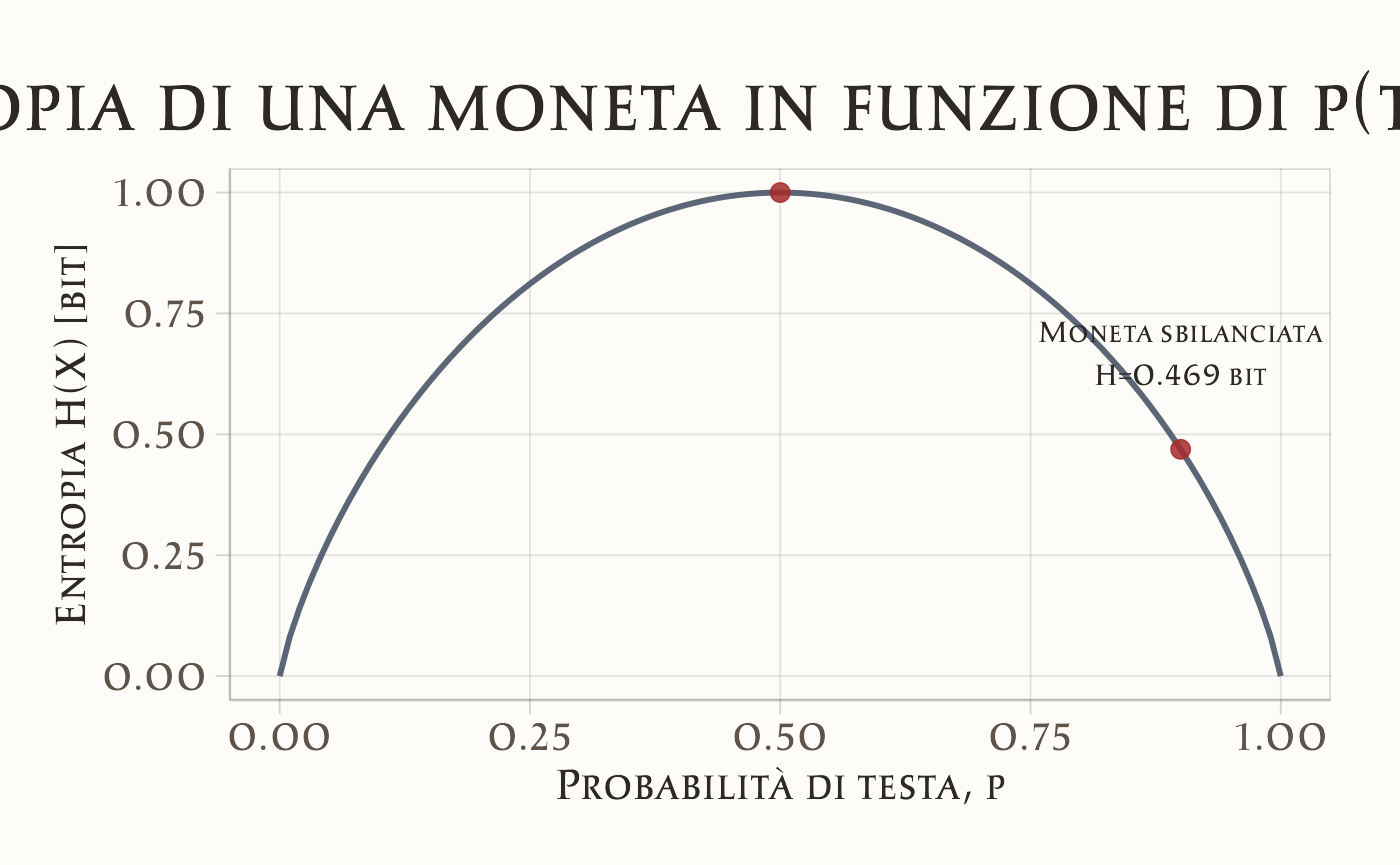 OPIA DI UNA MONETA IN FUNZIONE DI P(T
1.00
0.75
0.50
0.25
0.00
Entropia H(X) [bit]
Moneta sbilanciata
H=0.469 bit
0.00 0.25 0.50 0.75 1.00
Probabilità di testa, p